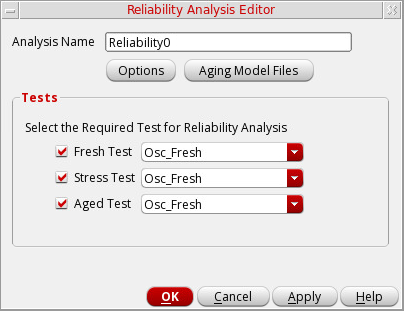 Reliability Analysis Editor
Analysis Name Reliability0
Options Aging Model Files
Tests
Select the Required Test for Reliability Analysis
Fresh Test Osc_Fresh
Stress Test Osc_Fresh
Aged Test Osc_Fresh
OK Cancel Apply Help